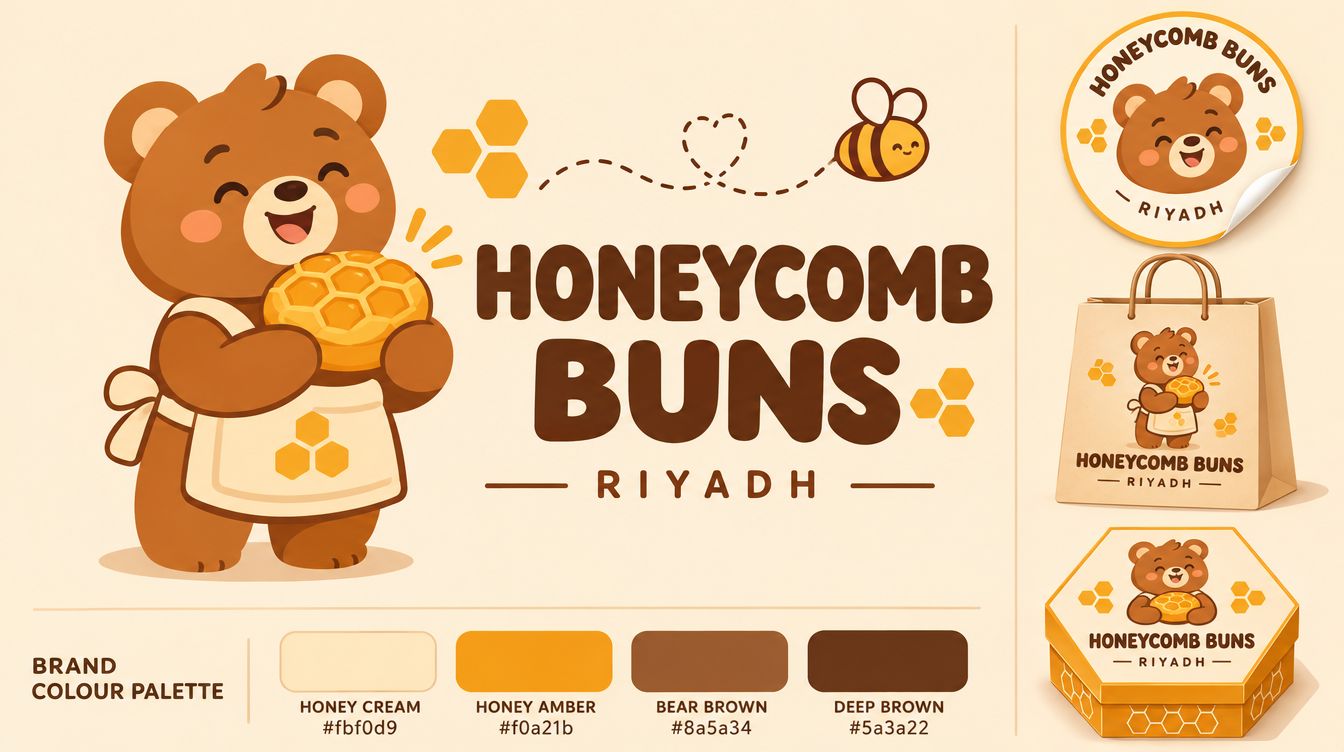 HONEYCOMB
BUNS
RIYADH
BRAND
COLOUR PALETTE
HONEY CREAM
#fbf0d9
HONEY AMBER
#f0a21b
BEAR BROWN
#8a5a34
DEEP BROWN
#5a3a22
HONEYCOMB BUNS
RIYADH
HONEYCOMB BUNS
RIYADH
HONEYCOMB BUNS
RIYADH